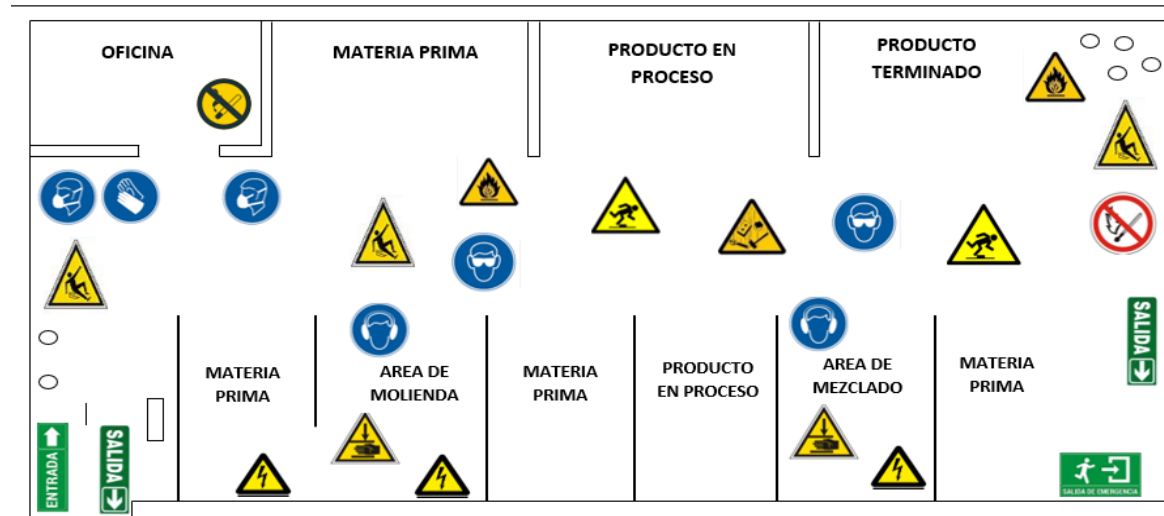 OFICINA
MATERIA PRIMA
PRODUCTO EN
PROCESO
PRODUCTO
TERMINADO
MATERIA
PRIMA
AREA DE
MOLIENDA
MATERIA
PRIMA
PRODUCTO
EN PROCESO
AREA DE
MEZCLADO
MATERIA
PRIMA
SALIDA
ENTRADA
SALIDA
SALIDA DE EMERGENCIA